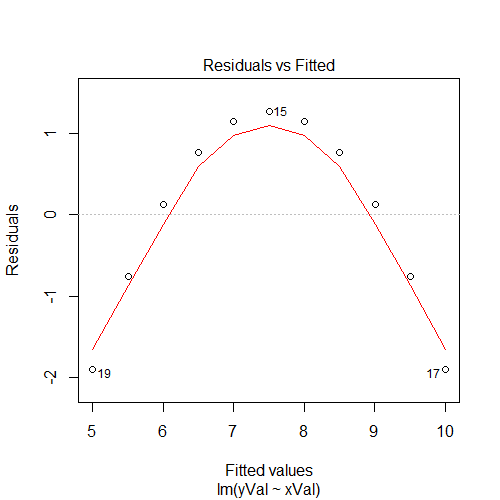 Residuals vs Fitted
Residuals
1
0
-1
-2
15
19
17
5 6 7 8 9 10
Fitted values
lm(yVal ~ xVal)